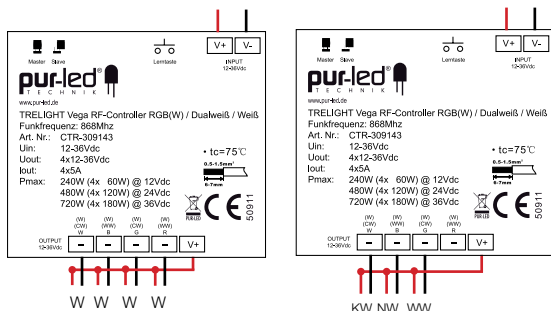 V+ V-
Master Slave
Lerntaste
INPUT
12-36Vdc
pur-led®
TECHNIK
www.pur-led.de
TRELIGHT Vega RF-Controller RGB(W) / Dualweiß / Weiß
Funkfrequenz: 868Mhz
Art. Nr.: CTR-309143
Uin: 12-36Vdc
Uout: 4x12-36Vdc
Iout: 4x5A
Pmax: 240W (4x 60W) @ 12Vdc
480W (4x 120W) @ 24Vdc
720W (4x 180W) @ 36Vdc
• tc=75℃
0.5-1.5mm²
6-7mm
PUR-LED
CE
50911
(W) (W) (W) (W)
(CW) (WW) (CW) (WW)
W B G R
OUTPUT
12-36Vdc
- - - - V+
W W W W
V+ V-
Master Slave
Lerntaste
INPUT
12-36Vdc
pur-led®
TECHNIK
www.pur-led.de
TRELIGHT Vega RF-Controller RGB(W) / Dualweiß / Weiß
Funkfrequenz: 868Mhz
Art. Nr.: CTR-309143
Uin: 12-36Vdc
Uout: 4x12-36Vdc
Iout: 4x5A
Pmax: 240W (4x 60W) @ 12Vdc
480W (4x 120W) @ 24Vdc
720W (4x 180W) @ 36Vdc
• tc=75℃
0.5-1.5mm²
6-7mm
PUR-LED
CE
50911
(W) (W) (W) (W)
(CW) (WW) (CW) (WW)
W B G R
OUTPUT
12-36Vdc
- - - - V+
KW NW WW